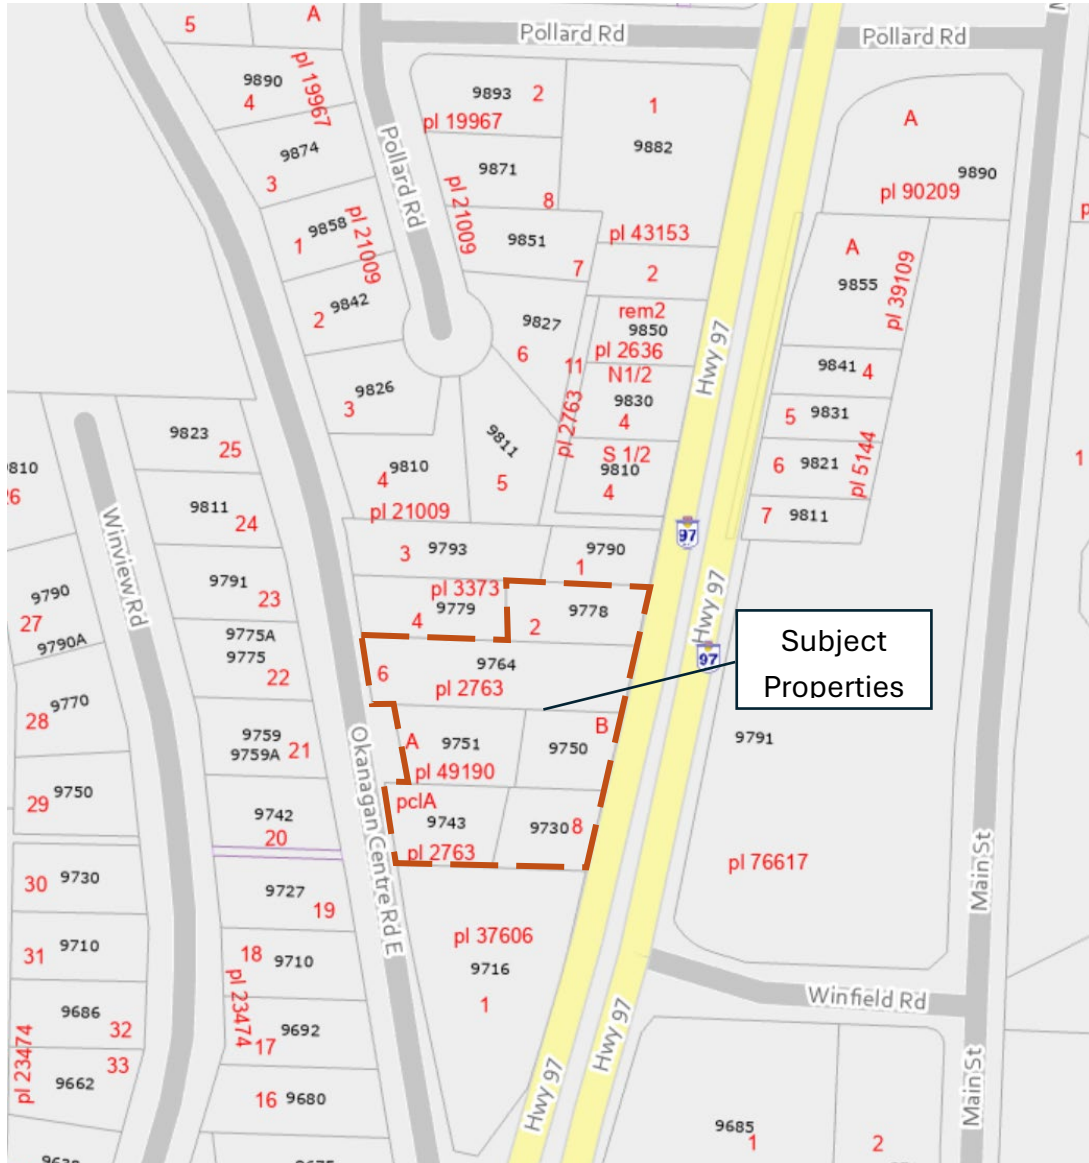 5
A
Pollard Rd
Pollard Rd
9890
4
pl 19967
9893
2
pl 19967
1
9882
A
9890
pl 90209
9874
3
Pollard Rd
9871
8
pl 21009
9858
1
pl 21009
9851
7
pl 43153
2
A
9855
pl 39109
9842
2
9827
6
rem2
9850
pl 2636
Hwy 97
9841
4
11
N1/2
9830
4
pl 2763
9826
3
5
9831
9823
25
9811
5
S 1/2
9810
4
6
9821
pl 5144
1
9810
4
pl 21009
7
9811
9811
24
Winview Rd
97
3
9793
9790
1
9790
27
9790A
9791
23
pl 3373
4
9779
9778
2
Hwy 97
97
Subject
Properties
9775A
9775
22
9764
6
pl 2763
9770
28
9759
9759A
21
Okanagan Centre Rd E
A
9751
pl 49190
B
9750
9791
9750
29
9742
20
pclA
9743
pl 2763
9730
8
pl 76617
Main St
30
9730
9727
19
31
9710
18
9710
pl 23474
pl 37606
9716
1
Winfield Rd
9686
32
pl 23474
9692
17
Hwy 97
Hwy 97
33
9662
16
9680
Main St
9685
1
2